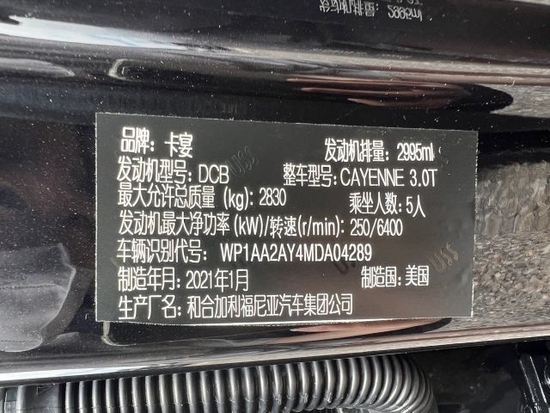 品牌：卡宴 发动机排量：2995ml
发动机型号：DCB 整车型号：CAYENNE 3.0T
最大允许总质量 (kg)：2830 乘坐人数：5人
发动机最大净功率 (kW)/转速(r/min)：250/6400
车辆识别代号： WP1AA2AY4MDA04289
制造年月：2021年1月 制造国：美国
生产厂名：和合加利福尼亚汽车集团公司